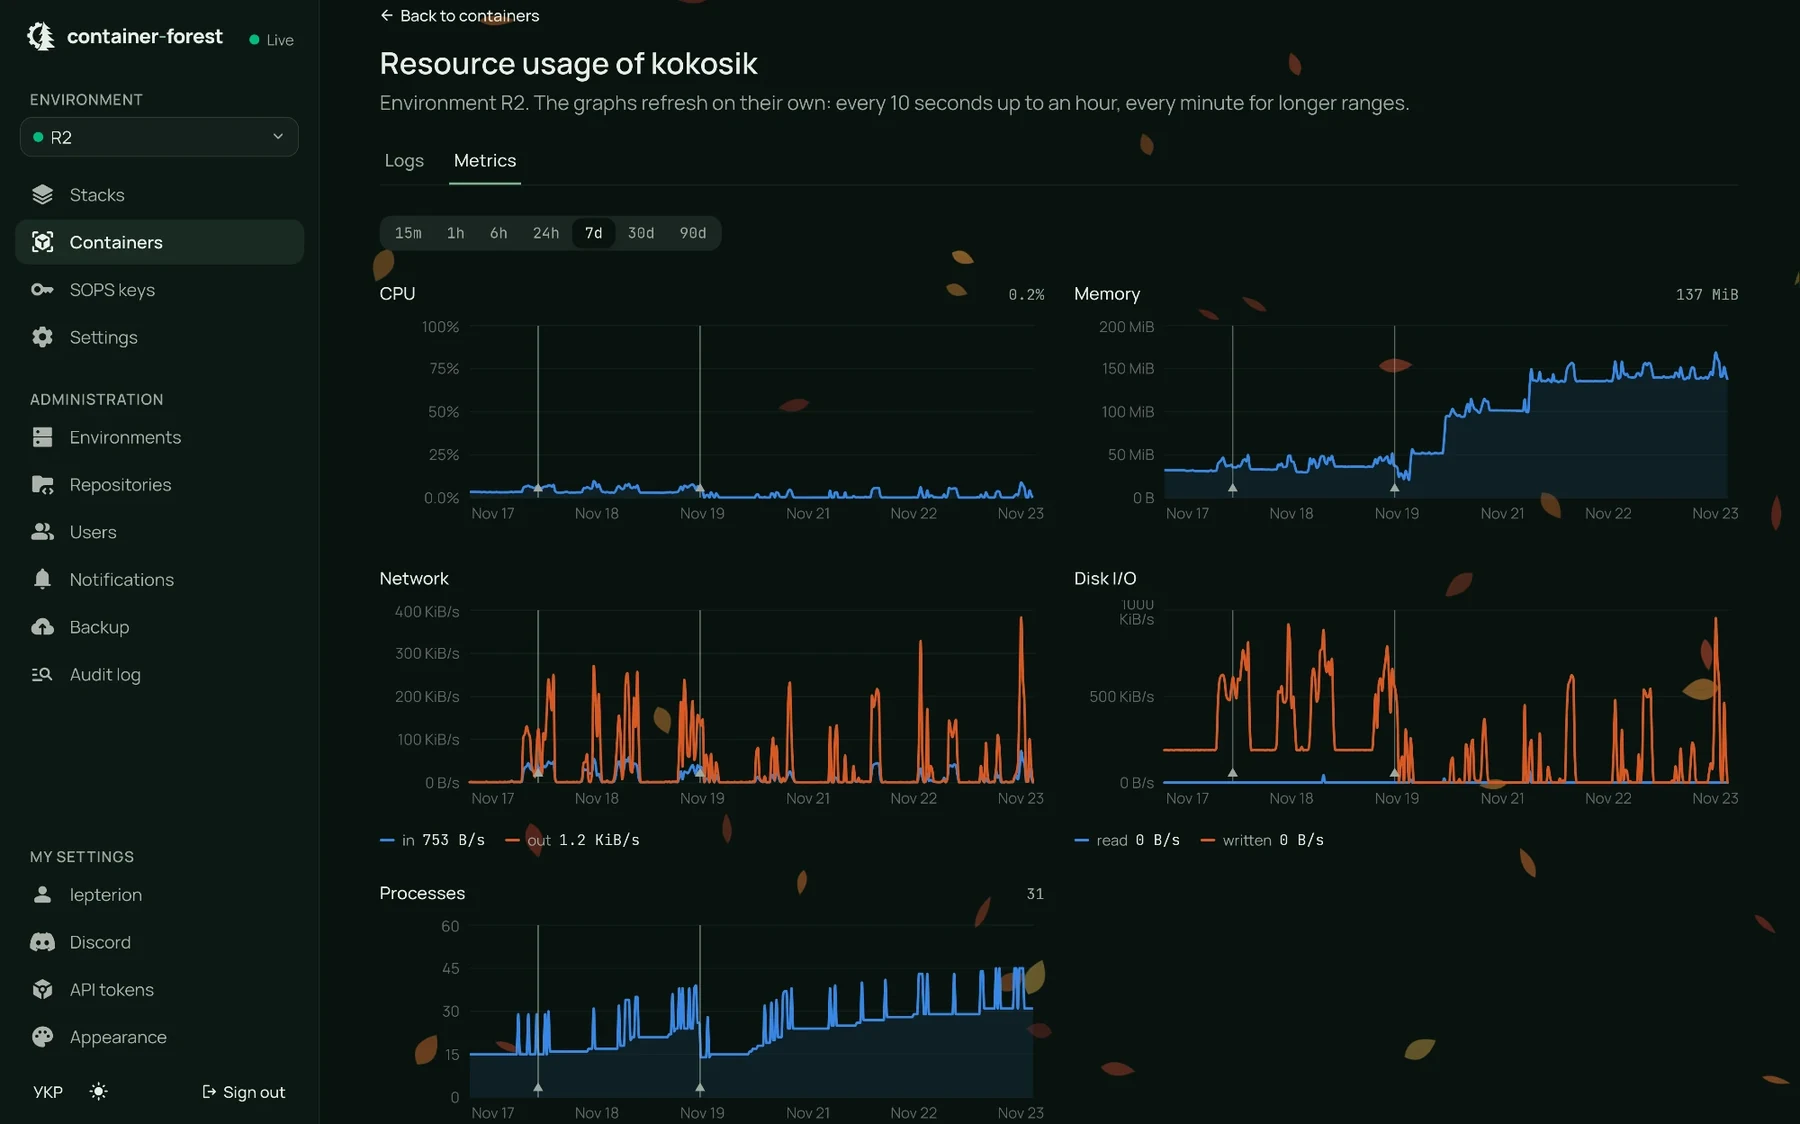 container-forest
Live
ENVIRONMENT
R2
Stacks
Containers
SOPS keys
Settings
ADMINISTRATION
Environments
Repositories
Users
Notifications
Backup
Audit log
MY SETTINGS
lepterion
Discord
API tokens
Appearance
УКР
Sign out
Back to containers
Resource usage of kokosik
Environment R2. The graphs refresh on their own: every 10 seconds up to an hour, every minute for longer ranges.
Logs Metrics
15m 1h 6h 24h 7d 30d 90d
CPU 0.2%
100%
75%
50%
25%
0.0%
Nov 17 Nov 18 Nov 19 Nov 21 Nov 22 Nov 23
Memory 137 MiB
200 MiB
150 MiB
100 MiB
50 MiB
0 B
Nov 17 Nov 18 Nov 19 Nov 21 Nov 22 Nov 23
Network
400 KiB/s
300 KiB/s
200 KiB/s
100 KiB/s
0 B/s
Nov 17 Nov 18 Nov 19 Nov 21 Nov 22 Nov 23
in 753 B/s out 1.2 KiB/s
Disk I/O
1000
KiB/s
500 KiB/s
0 B/s
Nov 17 Nov 18 Nov 19 Nov 21 Nov 22 Nov 23
read 0 B/s written 0 B/s
Processes 31
60
45
30
15
0
Nov 17 Nov 18 Nov 19 Nov 21 Nov 22 Nov 23